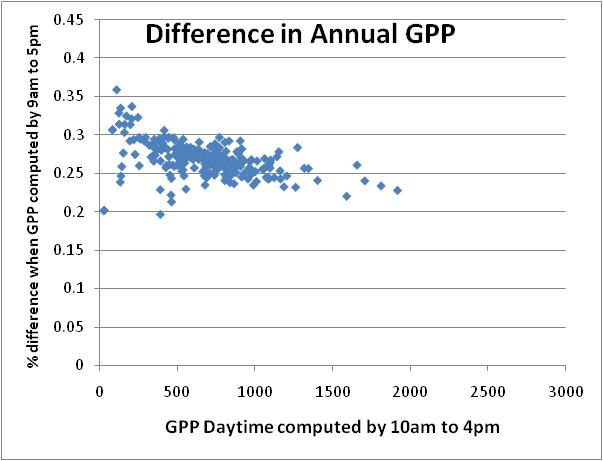 Difference in Annual GPP
% difference when GPP computed by 9am to 5pm
0.45
0.4
0.35
0.3
0.25
0.2
0.15
0.1
0.05
0
0 500 1000 1500 2000 2500 3000
GPP Daytime computed by 10am to 4pm